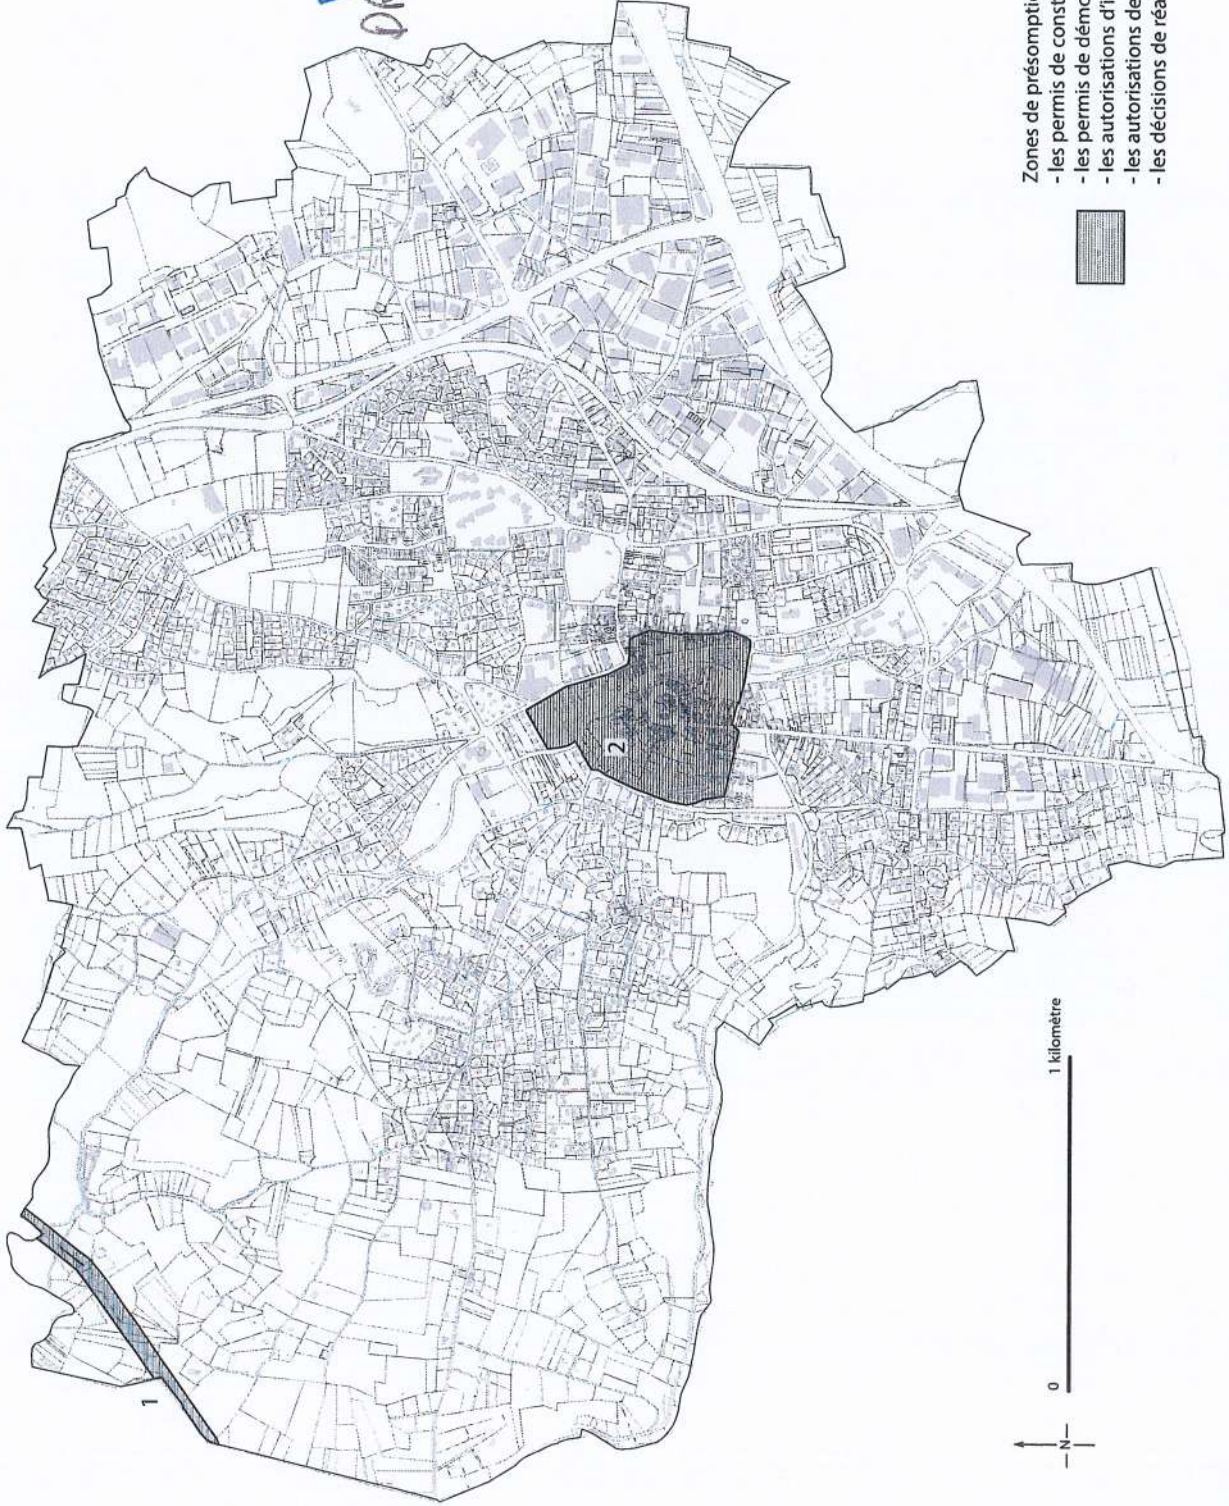 1
2
Zones de présomptio
- les permis de const
- les permis de démo
- les autorisations d'i
- les autorisations de
- les décisions de réa
0
1 kilomètre
N